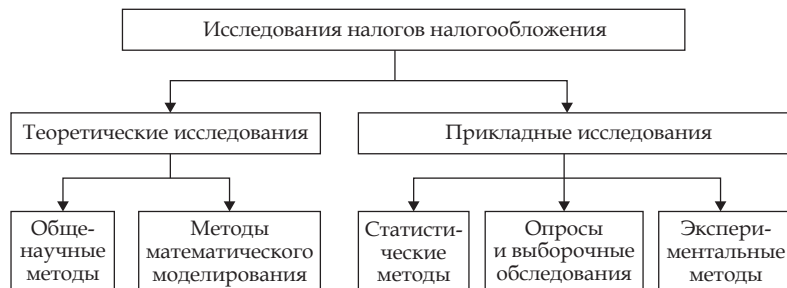 Исследования налогов налогообложения
Теоретические исследования
Прикладные исследования
Обще-
научные
методы
Методы
математического
моделирования
Статисти-
ческие
методы
Опросы
и выборочные
обследования
Экспери-
ментальные
методы